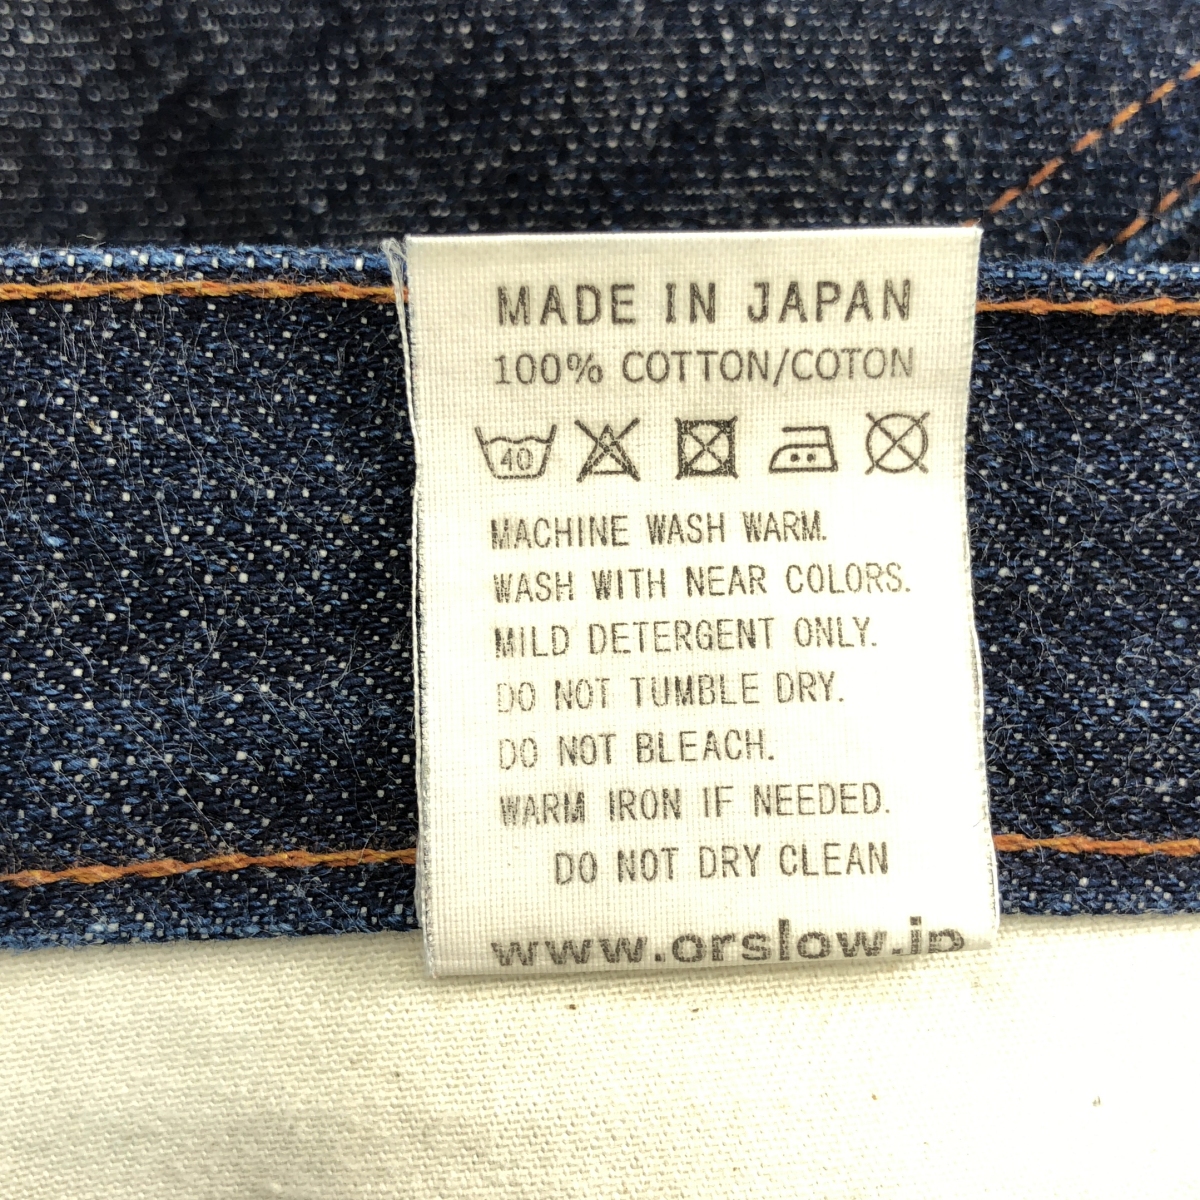 MADE IN JAPAN
100% COTTON/COTON
40
MACHINE WASH WARM.
WASH WITH NEAR COLORS.
MILD DETERGENT ONLY.
DO NOT TUMBLE DRY.
DO NOT BLEACH.
WARM IRON IF NEEDED.
DO NOT DRY CLEAN
www.orslow.jp